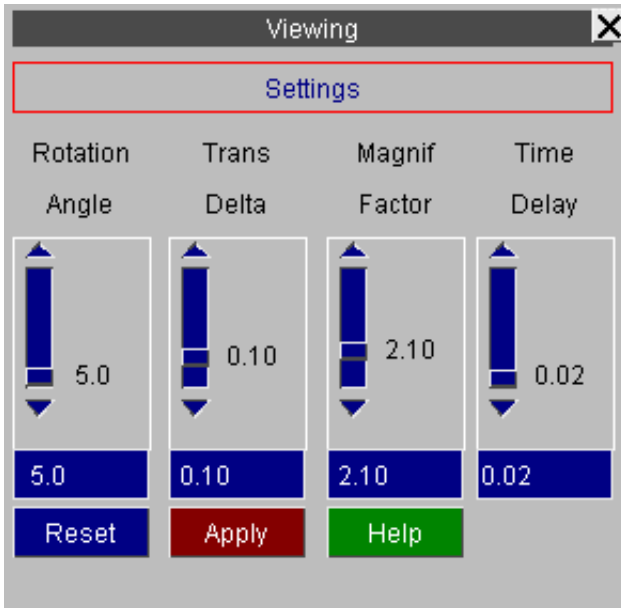 Viewing
Settings
Rotation Trans Magnif Time
Angle Delta Factor Delay
5.0 0.10 2.10 0.02
5.0 0.10 2.10 0.02
Reset Apply Help